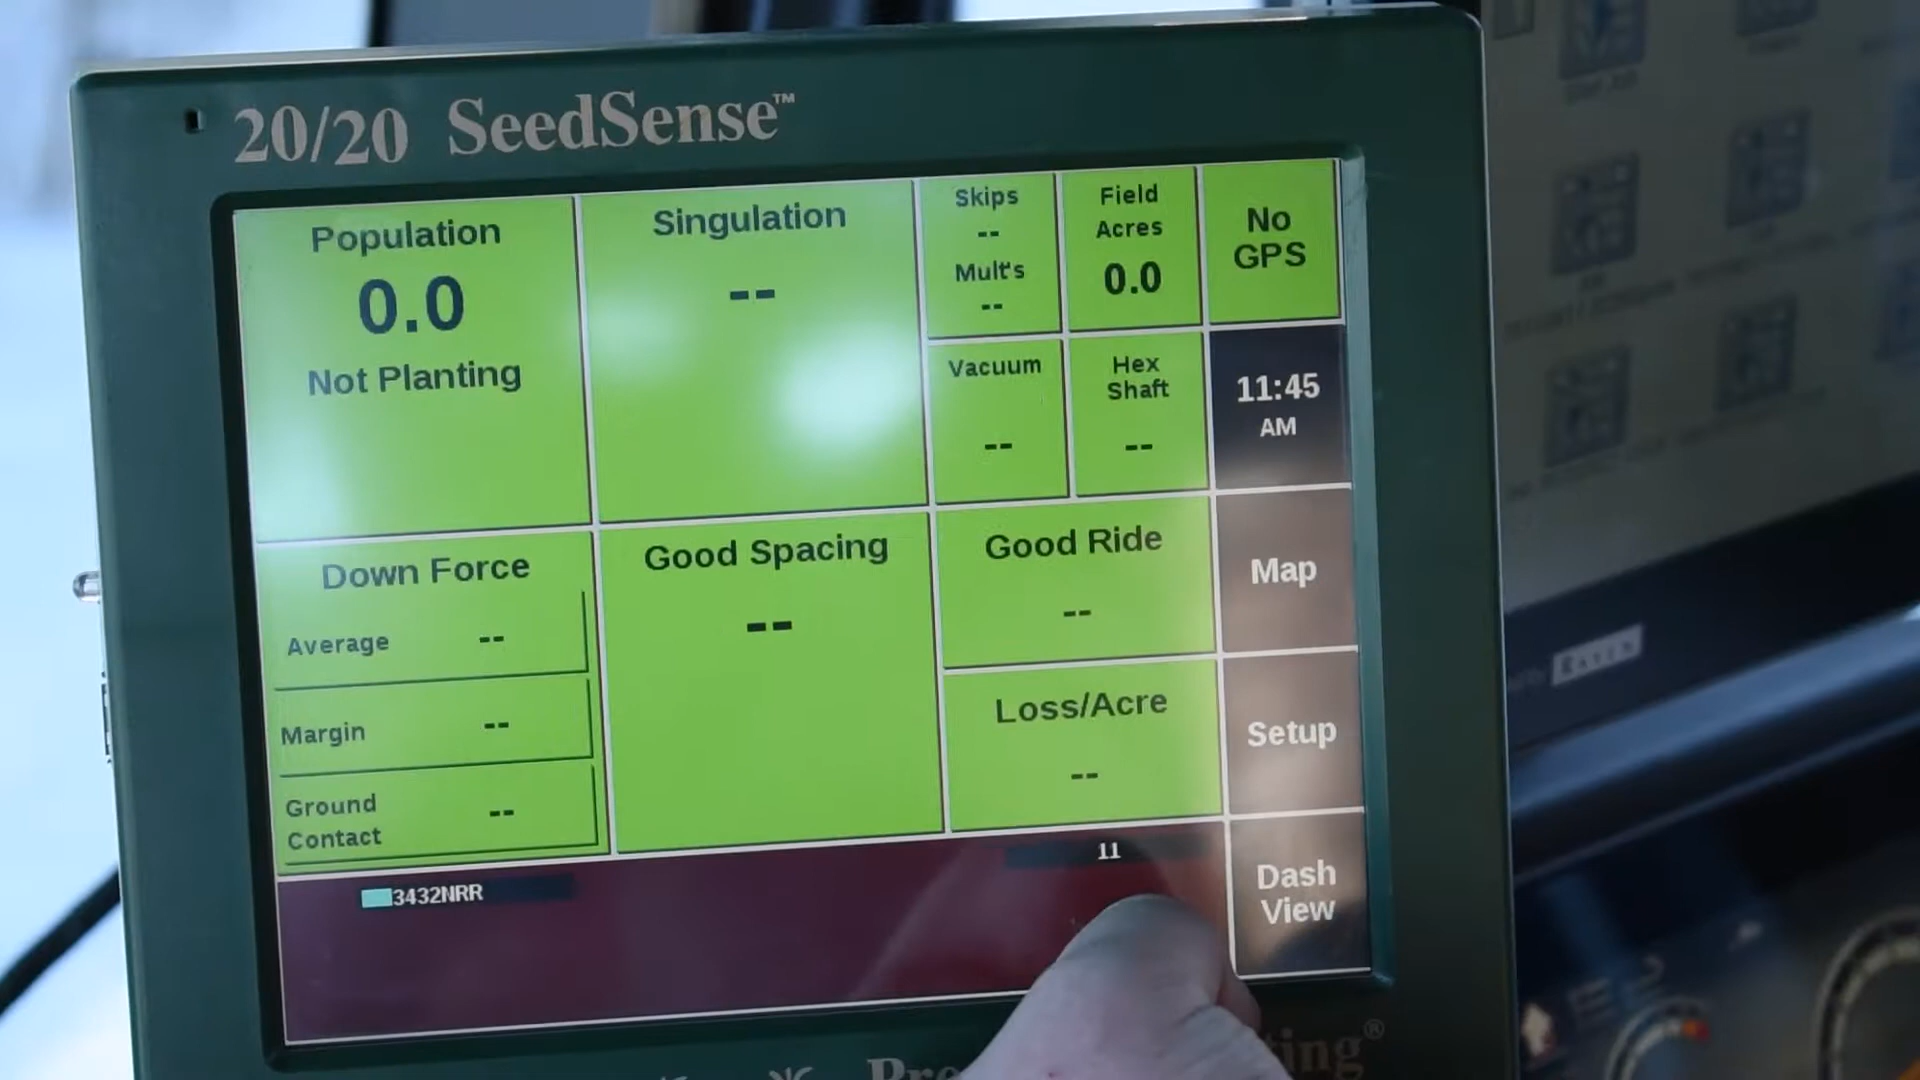 20/20 SeedSense™
Population
0.0
Not Planting
Singulation
--
Skips
--
Mult's
--
Field
Acres
0.0
No
GPS
Vacuum
--
Hex
Shaft
--
11:45
AM
Down Force
Average --
Margin --
Ground
Contact --
Good Spacing
--
Good Ride
--
Loss/Acre
--
Map
Setup
Dash
View
3432NRR
11